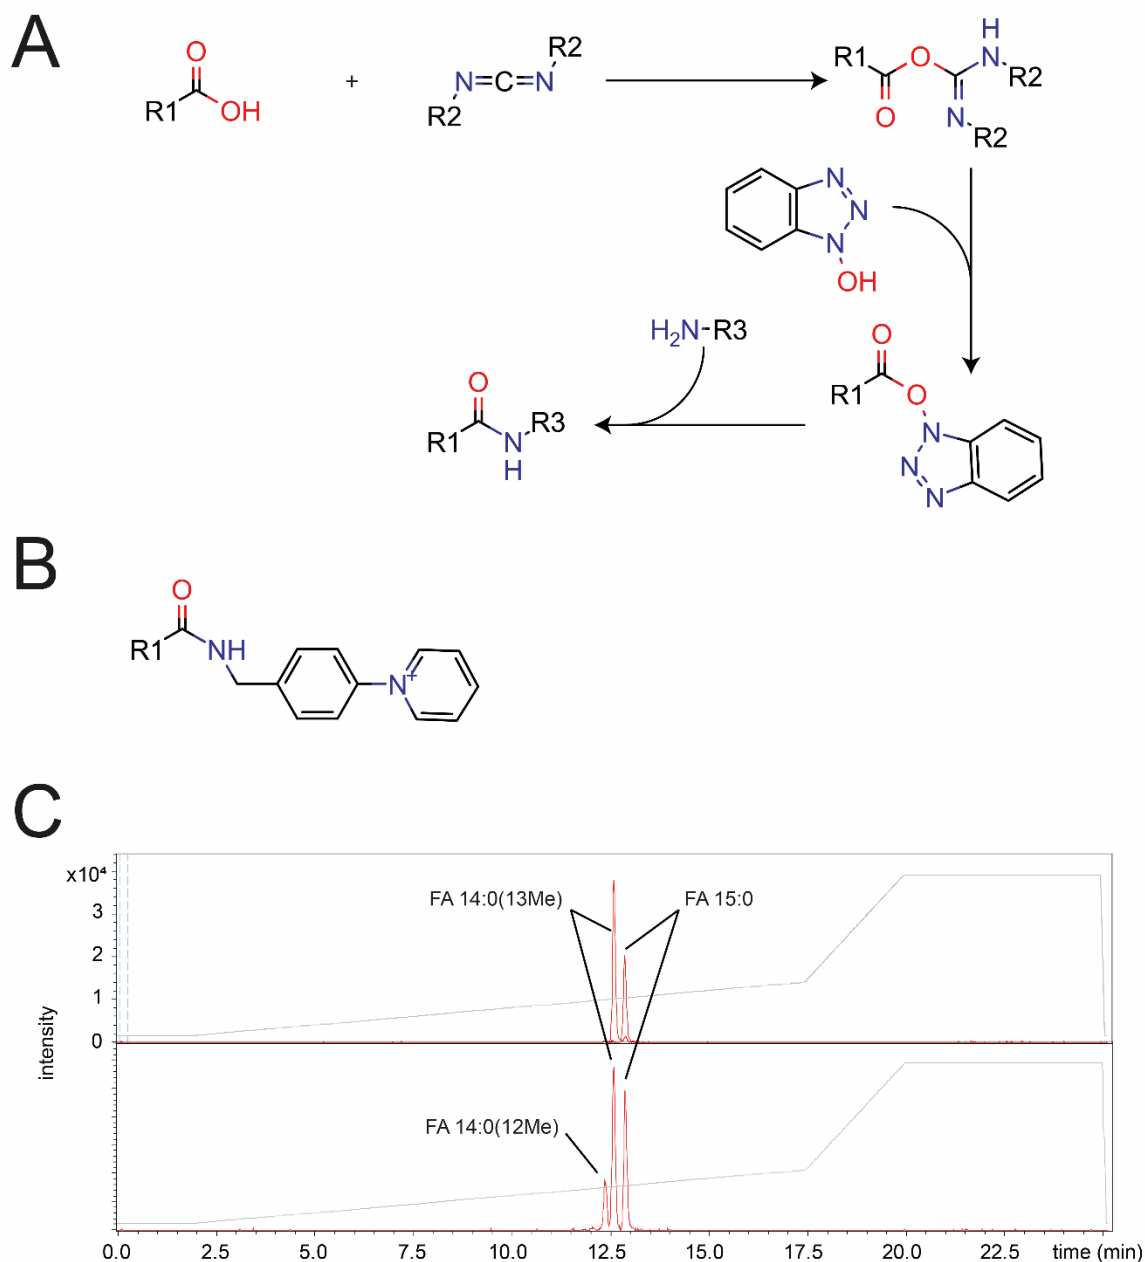 A
O
R1
OH
+
R2
N=C=N
R2
R1
O
O
H
N
R2
N
R2
N
N
N
OH
H₂N-R3
O
R1
O
N
N
N
O
R1
N
H
R3
B
O
R1
NH
N+
C
x10⁴
3
2
1
0
intensity
FA 14:0(13Me)
FA 15:0
FA 14:0(12Me)
0.0 2.5 5.0 7.5 10.0 12.5 15.0 17.5 20.0 22.5 time (min)